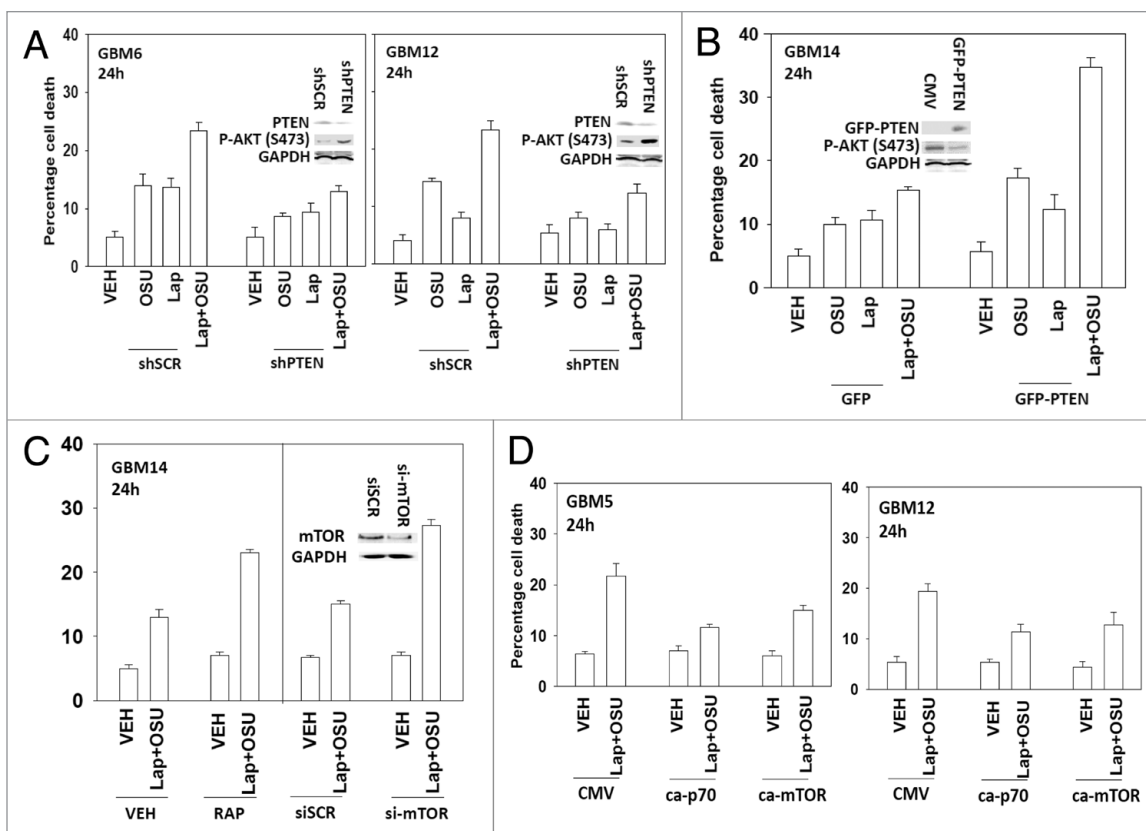 A
GBM6
24h
Percentage cell death
40
30
20
10
0
shSCR
shPTEN
PTEN
P-AKT (S473)
GAPDH
VEH
OSU
Lap
Lap+OSU
VEH
OSU
Lap
Lap+OSU
shSCR
shPTEN
GBM12
24h
40
30
20
10
0
shSCR
shPTEN
PTEN
P-AKT (S473)
GAPDH
VEH
OSU
Lap
Lap+OSU
VEH
OSU
Lap
Lap+OSU
shSCR
shPTEN
B
GBM14
24h
Percentage cell death
40
30
20
10
0
CMV
GFP-PTEN
GFP-PTEN
P-AKT (S473)
GAPDH
VEH
OSU
Lap
Lap+OSU
VEH
OSU
Lap
Lap+OSU
GFP
GFP-PTEN
C
GBM14
24h
40
30
20
10
0
siSCR
si-mTOR
mTOR
GAPDH
VEH
Lap+OSU
VEH
Lap+OSU
VEH
Lap+OSU
VEH
Lap+OSU
VEH
RAP
siSCR
si-mTOR
D
GBM5
24h
Percentage cell death
40
30
20
10
0
VEH
Lap+OSU
VEH
Lap+OSU
VEH
Lap+OSU
CMV
ca-p70
ca-mTOR
GBM12
24h
40
30
20
10
0
VEH
Lap+OSU
VEH
Lap+OSU
VEH
Lap+OSU
CMV
ca-p70
ca-mTOR